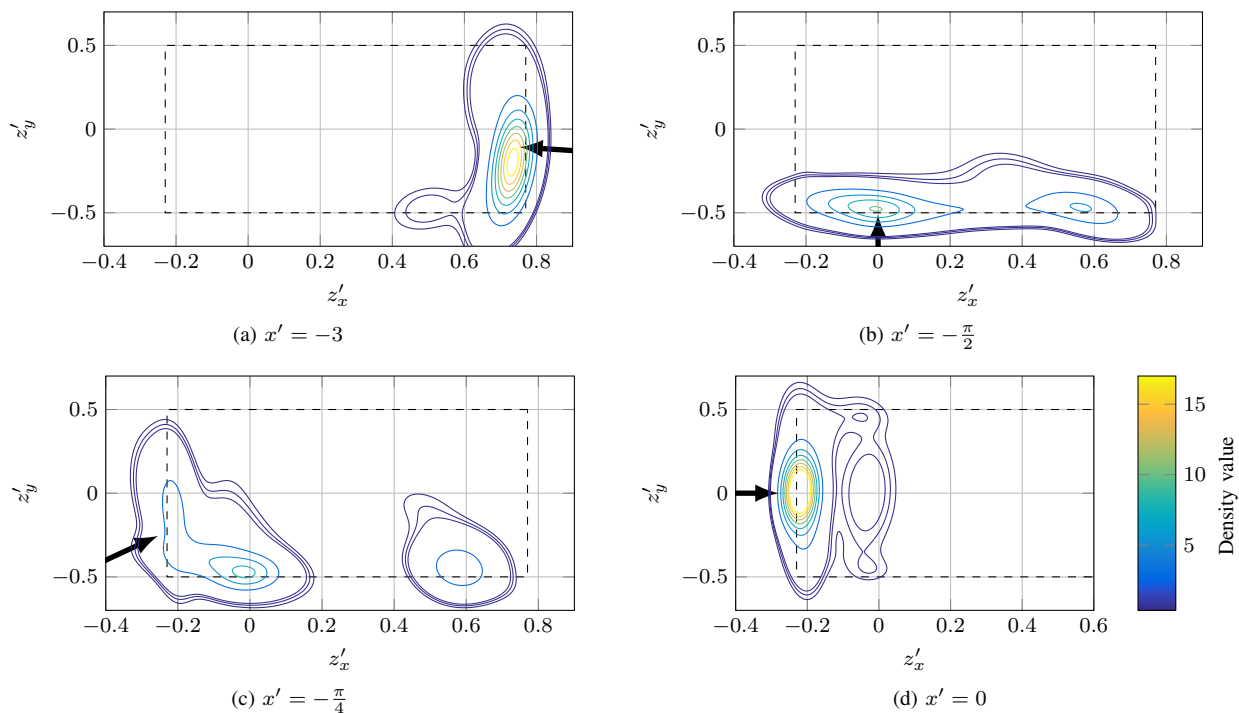 0.5
0
−0.5
z′y
−0.4 −0.2 0 0.2 0.4 0.6 0.8
z′x
(a) x′ = −3
0.5
0
−0.5
z′y
−0.4 −0.2 0 0.2 0.4 0.6 0.8
z′x
(b) x′ = −π/2
0.5
0
−0.5
z′y
−0.4 −0.2 0 0.2 0.4 0.6 0.8
z′x
(c) x′ = −π/4
0.5
0
−0.5
z′y
−0.4 −0.2 0 0.2 0.4 0.6
z′x
(d) x′ = 0
15
10
5
Density value